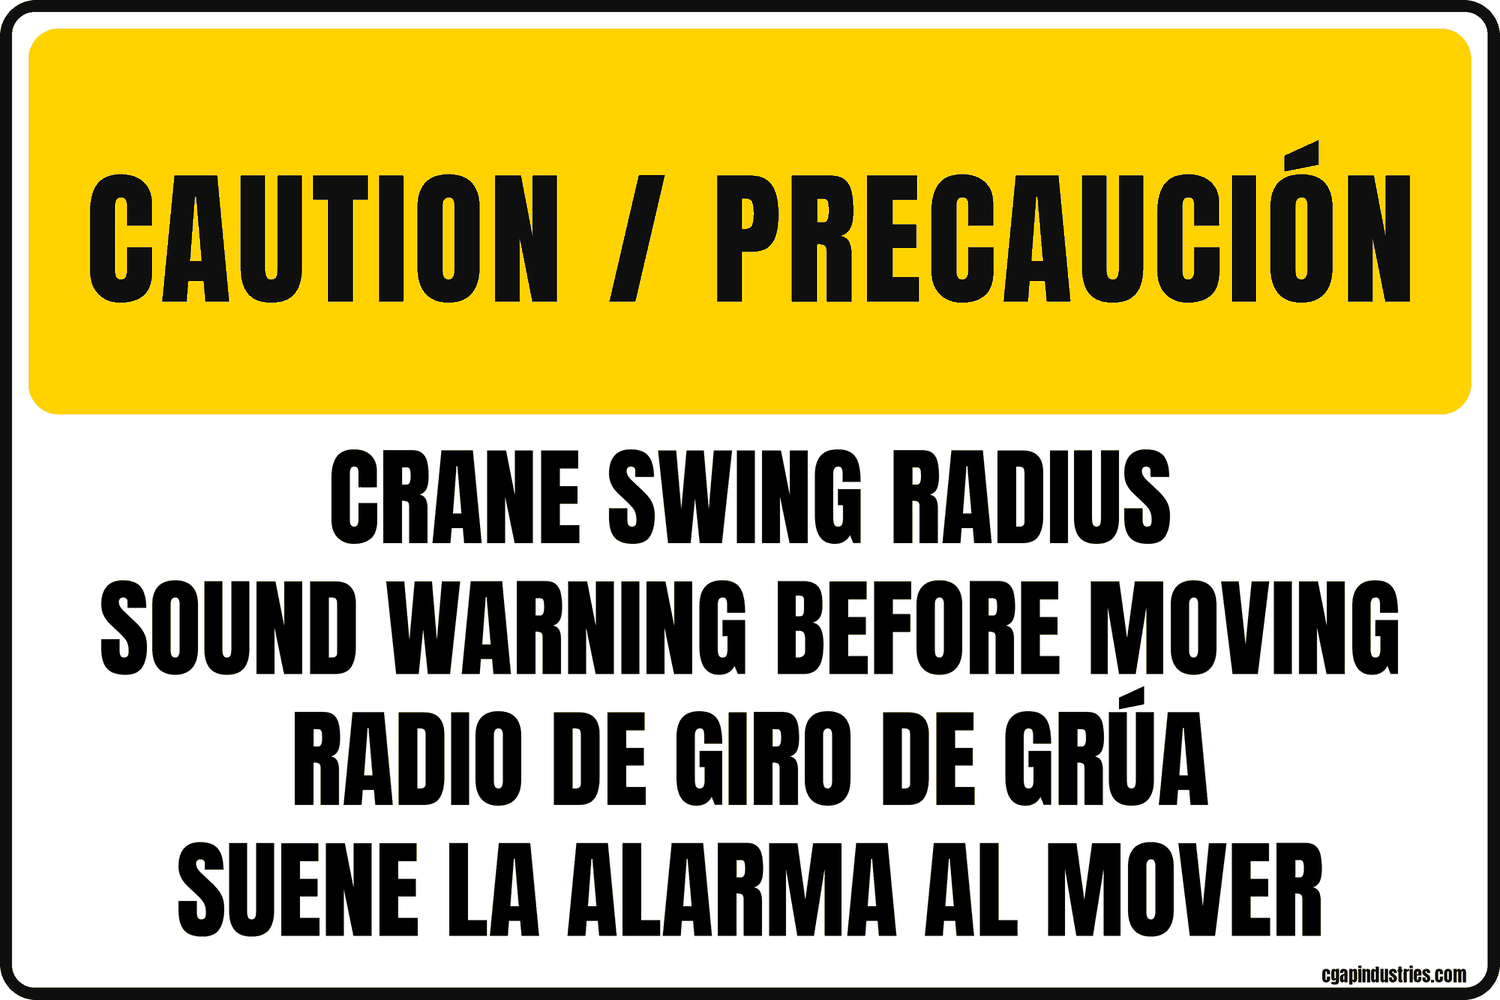 CAUTION / PRECAUCIÓN
CRANE SWING RADIUS
SOUND WARNING BEFORE MOVING
RADIO DE GIRO DE GRÚA
SUENE LA ALARMA AL MOVER
cgapindustries.com